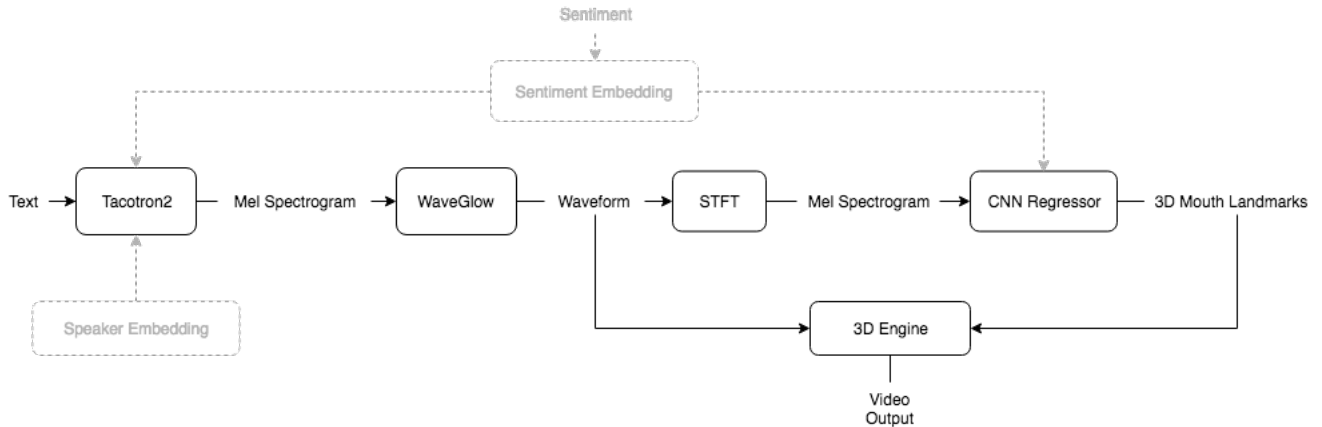 Sentiment
Sentiment Embedding
Text
Tacotron2
Mel Spectrogram
WaveGlow
Waveform
STFT
Mel Spectrogram
CNN Regressor
3D Mouth Landmarks
Speaker Embedding
3D Engine
Video
Output